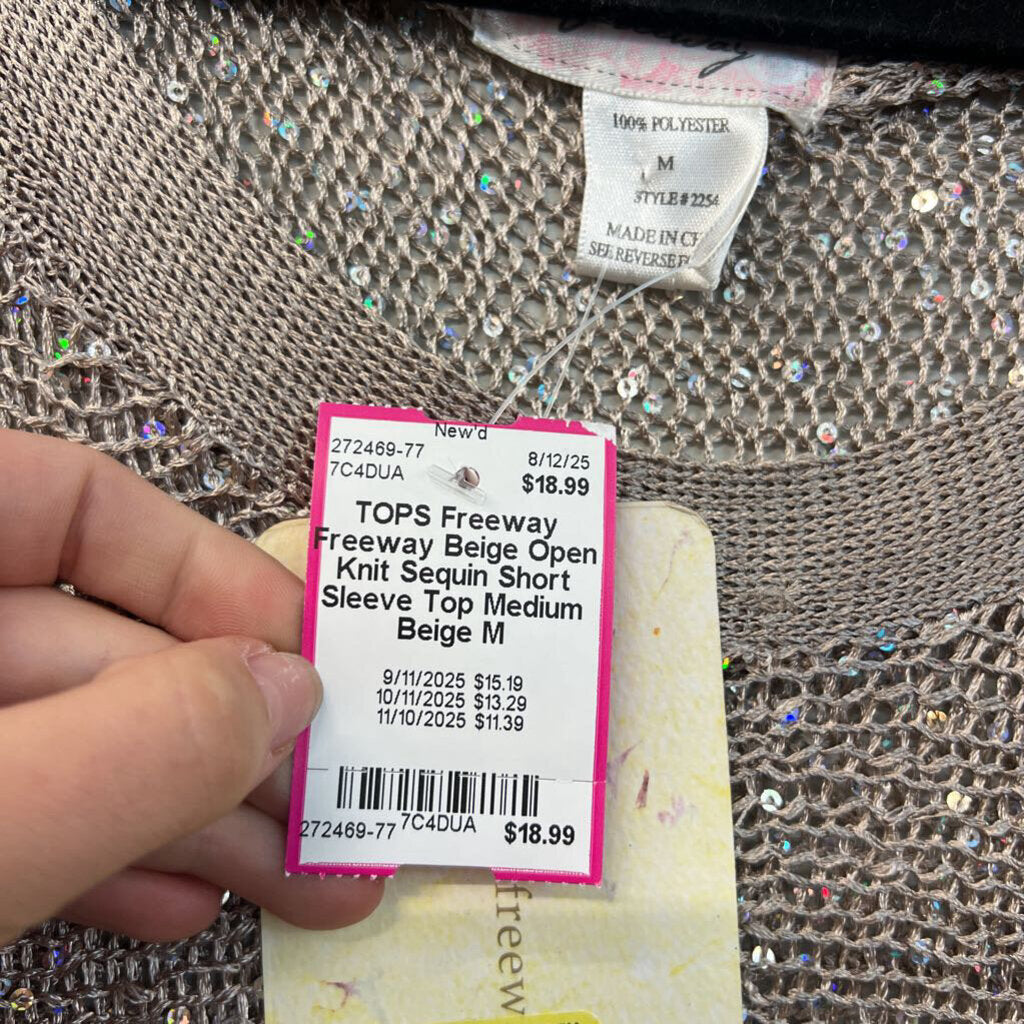 100% POLYESTER
M
STYLE # 2254
MADE IN CH
SEE REVERSE F
New'd
272469-77
8/12/25
7C4DUA
$18.99
TOPS Freeway
Freeway Beige Open
Knit Sequin Short
Sleeve Top Medium
Beige M
9/11/2025 $15.19
10/11/2025 $13.29
11/10/2025 $11.39
272469-77 7C4DUA $18.99
freew